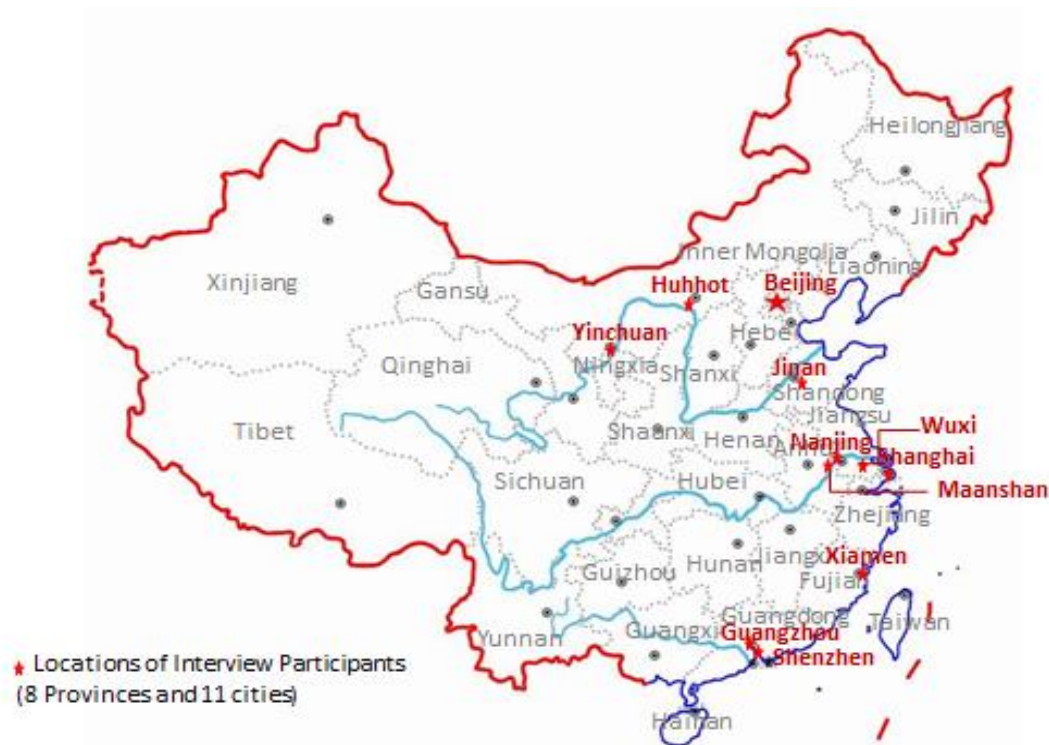 Heilongjiang
Jilin
Inner Mongolia
Liaoning
Huhhot
Beijing
Xinjiang
Gansu
Yinchuan
Hebei
Qinghai
Ningxia
Shanxi
Jinan
Shandong
Jiangsu
Tibet
Shaanxi
Henan
Nanjing
Wuxi
Anhui
Shanghai
Sichuan
Hubei
Maanshan
Zhejiang
Hunan
Jiangxi
Xiamen
Guizhou
Fujian
Guangdong
Taiwan
Yunnan
Guangxi
Guangzhou
Shenzhen
Locations of Interview Participants
(8 Provinces and 11 cities)
Hainan